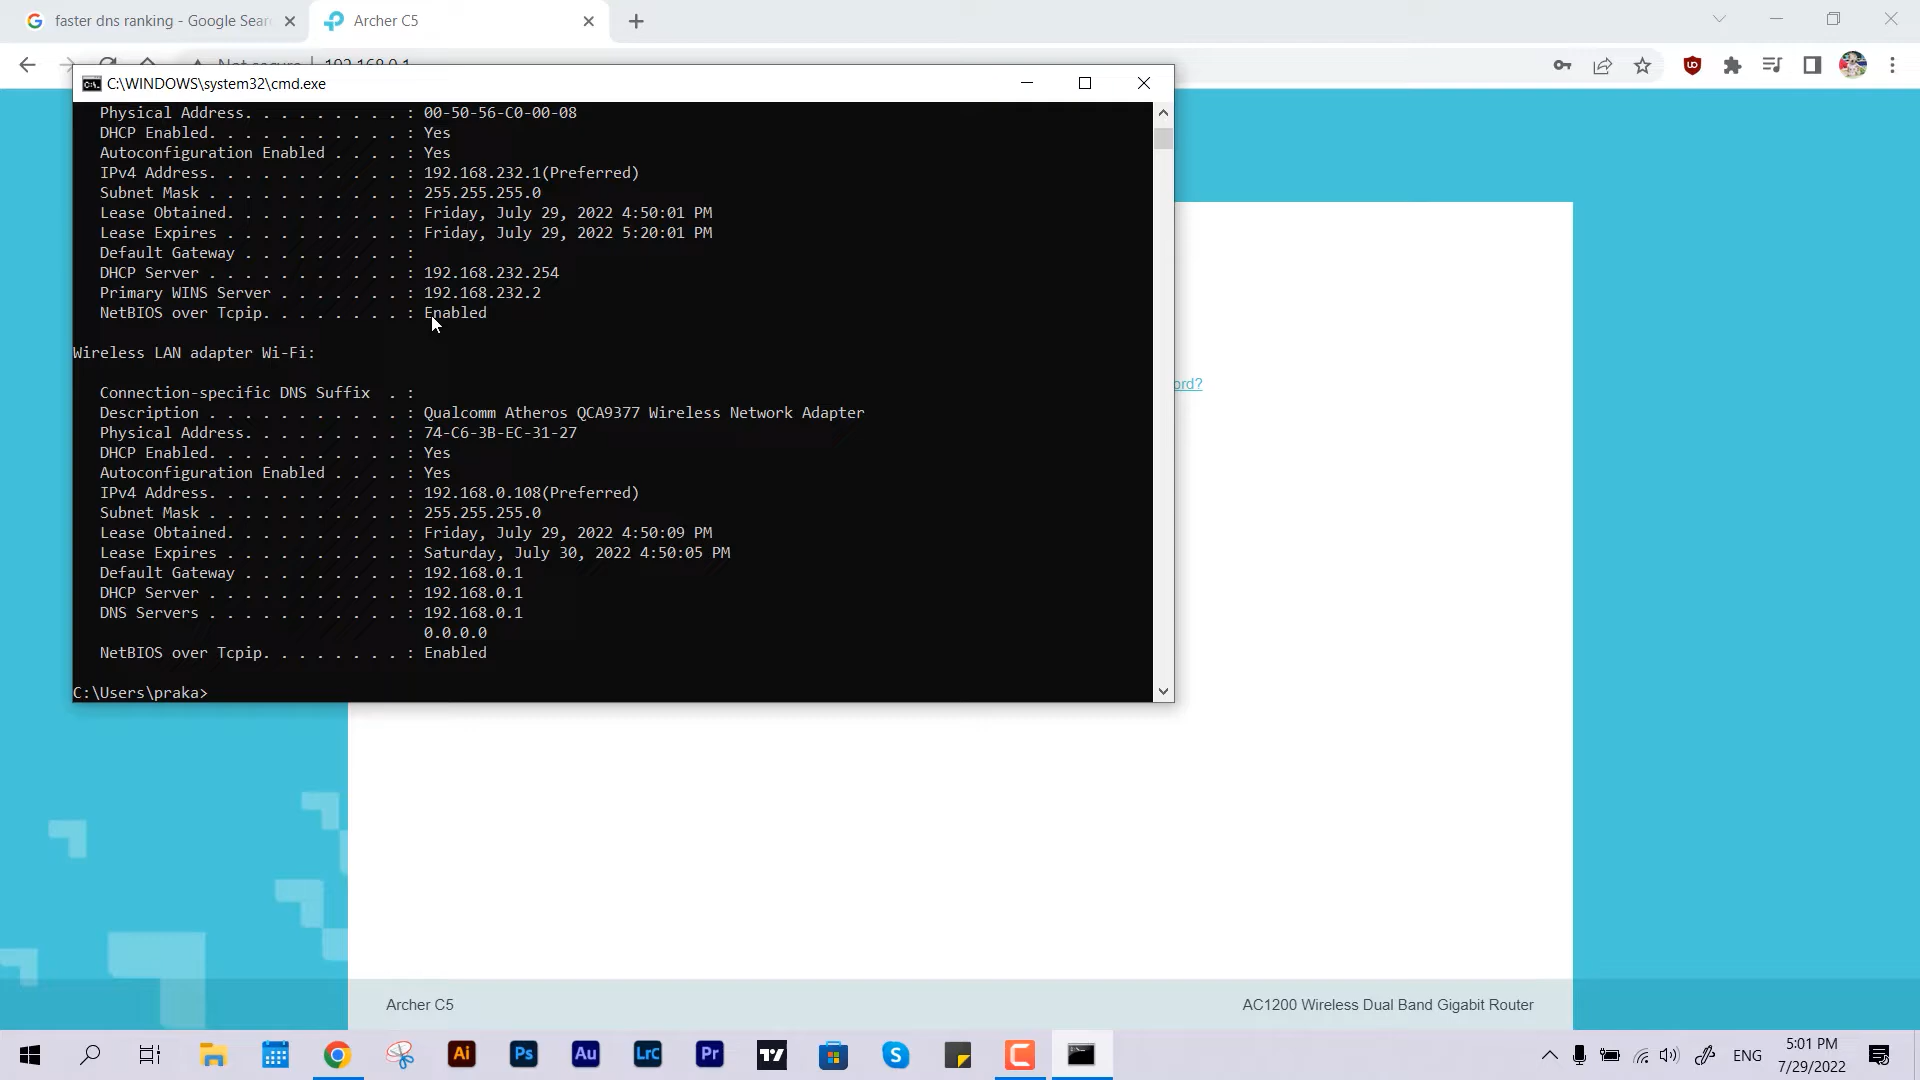 faster dns ranking - Google Sear
Archer C5
Not secure | 192.168.0.1
C:\WINDOWS\system32\cmd.exe
Physical Address. . . . . . . . . : 00-50-56-C0-00-08
DHCP Enabled. . . . . . . . . . . : Yes
Autoconfiguration Enabled . . . . : Yes
IPv4 Address. . . . . . . . . . . : 192.168.232.1(Preferred)
Subnet Mask . . . . . . . . . . . : 255.255.255.0
Lease Obtained. . . . . . . . . . : Friday, July 29, 2022 4:50:01 PM
Lease Expires . . . . . . . . . . : Friday, July 29, 2022 5:20:01 PM
Default Gateway . . . . . . . . . :
DHCP Server . . . . . . . . . . . : 192.168.232.254
Primary WINS Server . . . . . . . : 192.168.232.2
NetBIOS over Tcpip. . . . . . . . : Enabled
Wireless LAN adapter Wi-Fi:
Connection-specific DNS Suffix  . :
Description . . . . . . . . . . . : Qualcomm Atheros QCA9377 Wireless Network Adapter
Physical Address. . . . . . . . . : 74-C6-3B-EC-31-27
DHCP Enabled. . . . . . . . . . . : Yes
Autoconfiguration Enabled . . . . : Yes
IPv4 Address. . . . . . . . . . . : 192.168.0.108(Preferred)
Subnet Mask . . . . . . . . . . . : 255.255.255.0
Lease Obtained. . . . . . . . . . : Friday, July 29, 2022 4:50:09 PM
Lease Expires . . . . . . . . . . : Saturday, July 30, 2022 4:50:05 PM
Default Gateway . . . . . . . . . : 192.168.0.1
DHCP Server . . . . . . . . . . . : 192.168.0.1
DNS Servers . . . . . . . . . . . : 192.168.0.1
0.0.0.0
NetBIOS over Tcpip. . . . . . . . : Enabled
C:\Users\praka>
ord?
Archer C5
AC1200 Wireless Dual Band Gigabit Router
Ai
Ps
Au
LrC
Pr
S
ENG
5:01 PM
7/29/2022